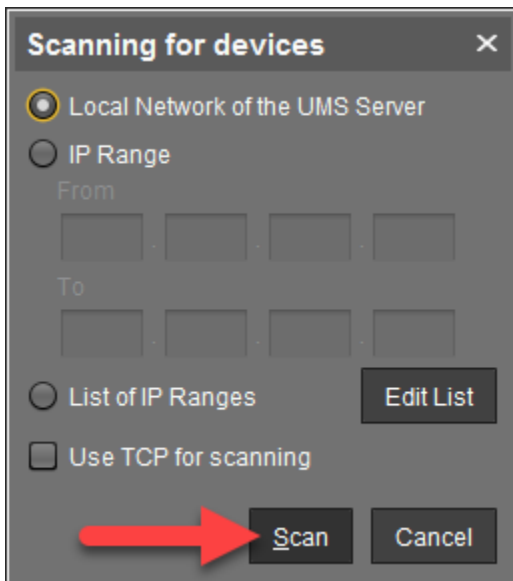 Scanning for devices ×
Local Network of the UMS Server
IP Range
From
. . .
To
. . .
List of IP Ranges Edit List
Use TCP for scanning
Scan Cancel